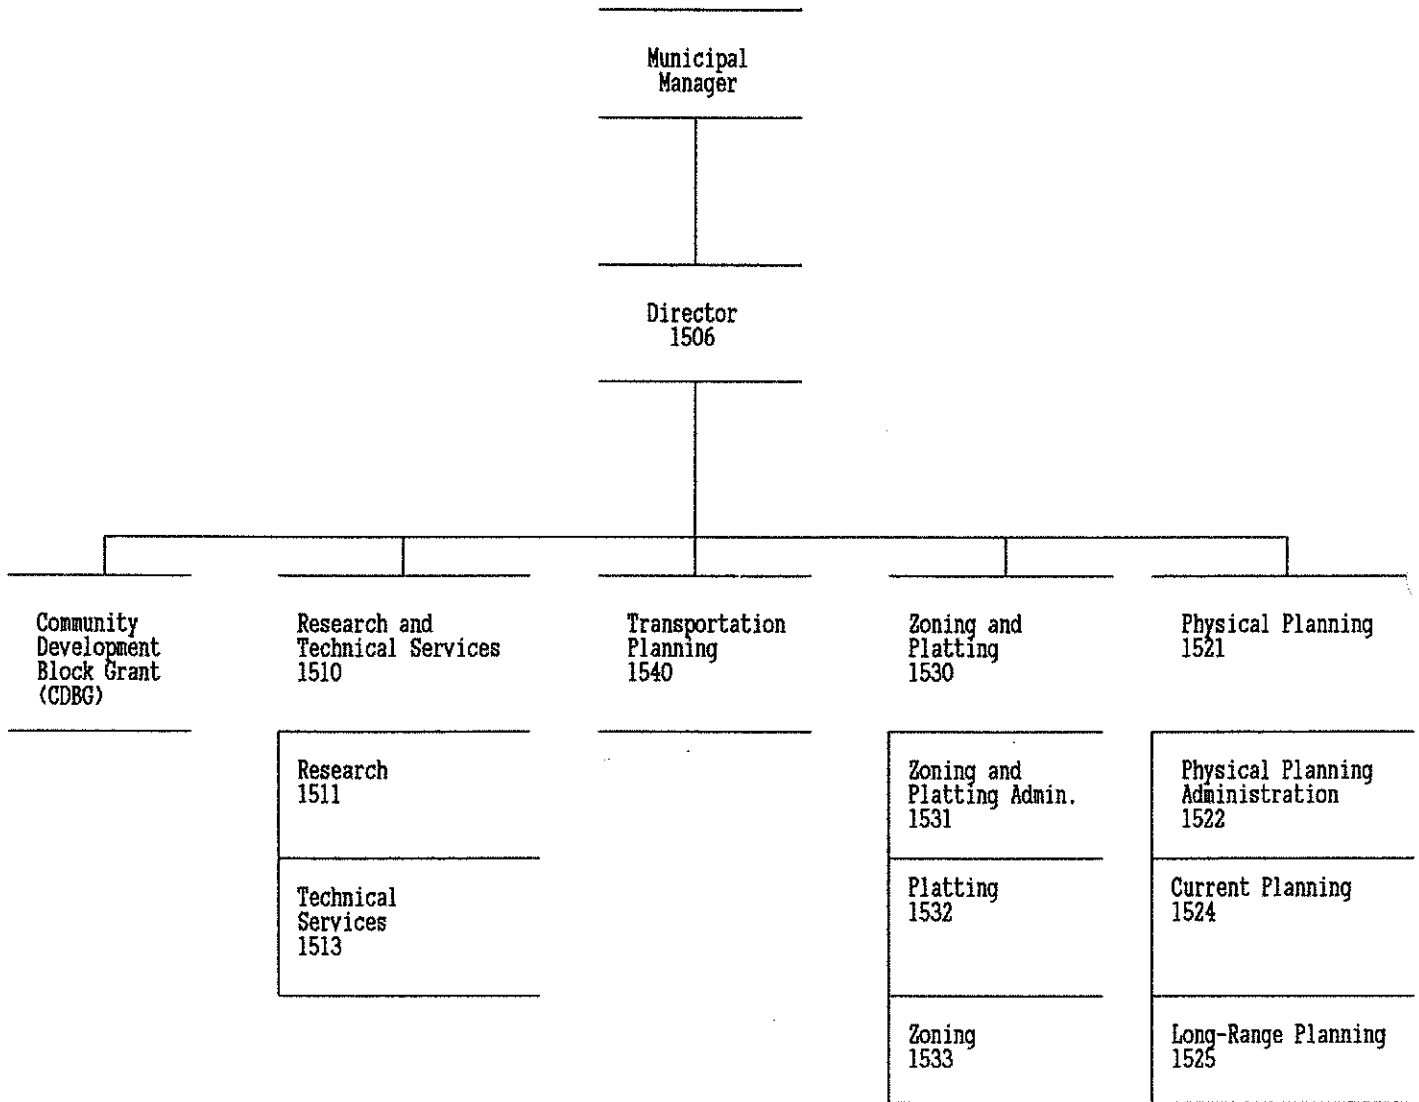 Municipal
Manager
Director
1506
Community
Development
Block Grant
(CDBG)
Research and
Technical Services
1510
Transportation
Planning
1540
Zoning and
Platting
1530
Physical Planning
1521
Research
1511
Technical
Services
1513
Zoning and
Platting Admin.
1531
Platting
1532
Zoning
1533
Physical Planning
Administration
1522
Current Planning
1524
Long-Range Planning
1525